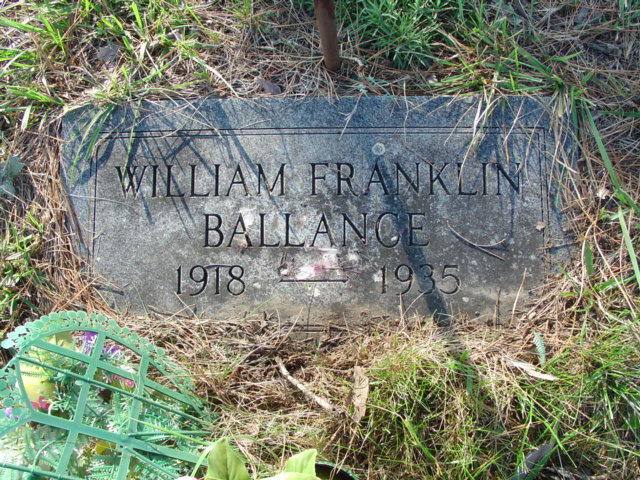 WILLIAM FRANKLIN
BALLANCE
1918 — 1935